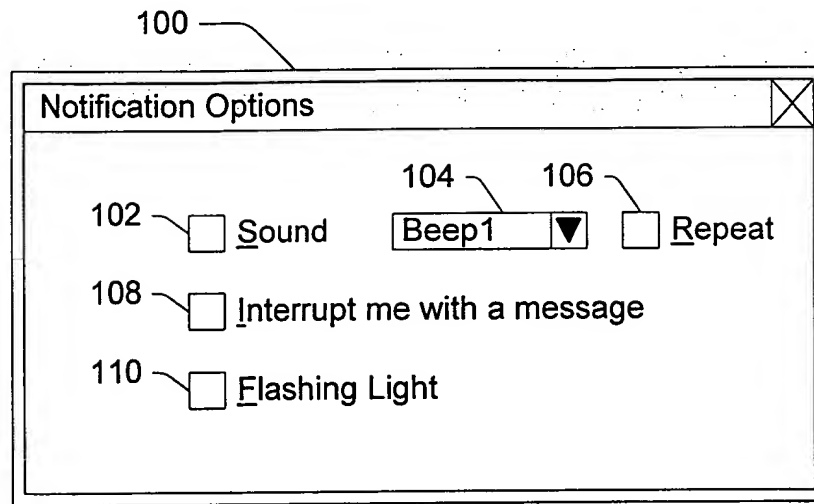 100
Notification Options
104 106
102 Sound Beep1 Repeat
108 Interrupt me with a message
110 Flashing Light